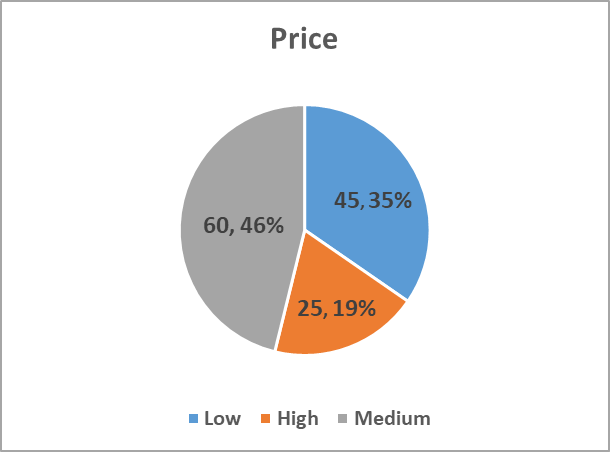 Price
45, 35%
60, 46%
25, 19%
Low High Medium